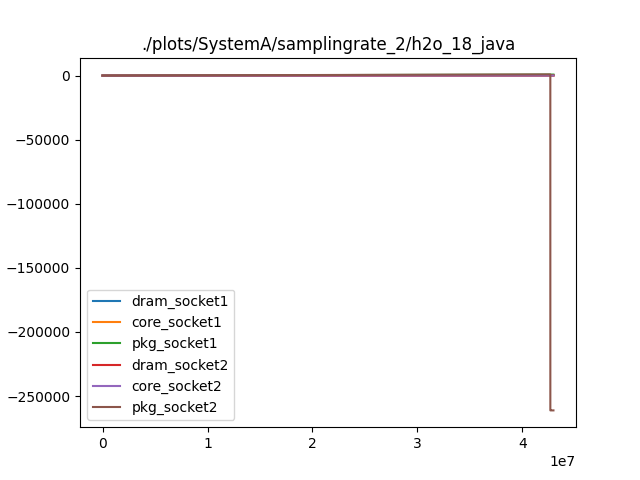 ./plots/SystemA/samplingrate_2/h2o_18_java
0
−50000
−100000
−150000
−200000
−250000
dram_socket1
core_socket1
pkg_socket1
dram_socket2
core_socket2
pkg_socket2
0 1 2 3 4
1e7